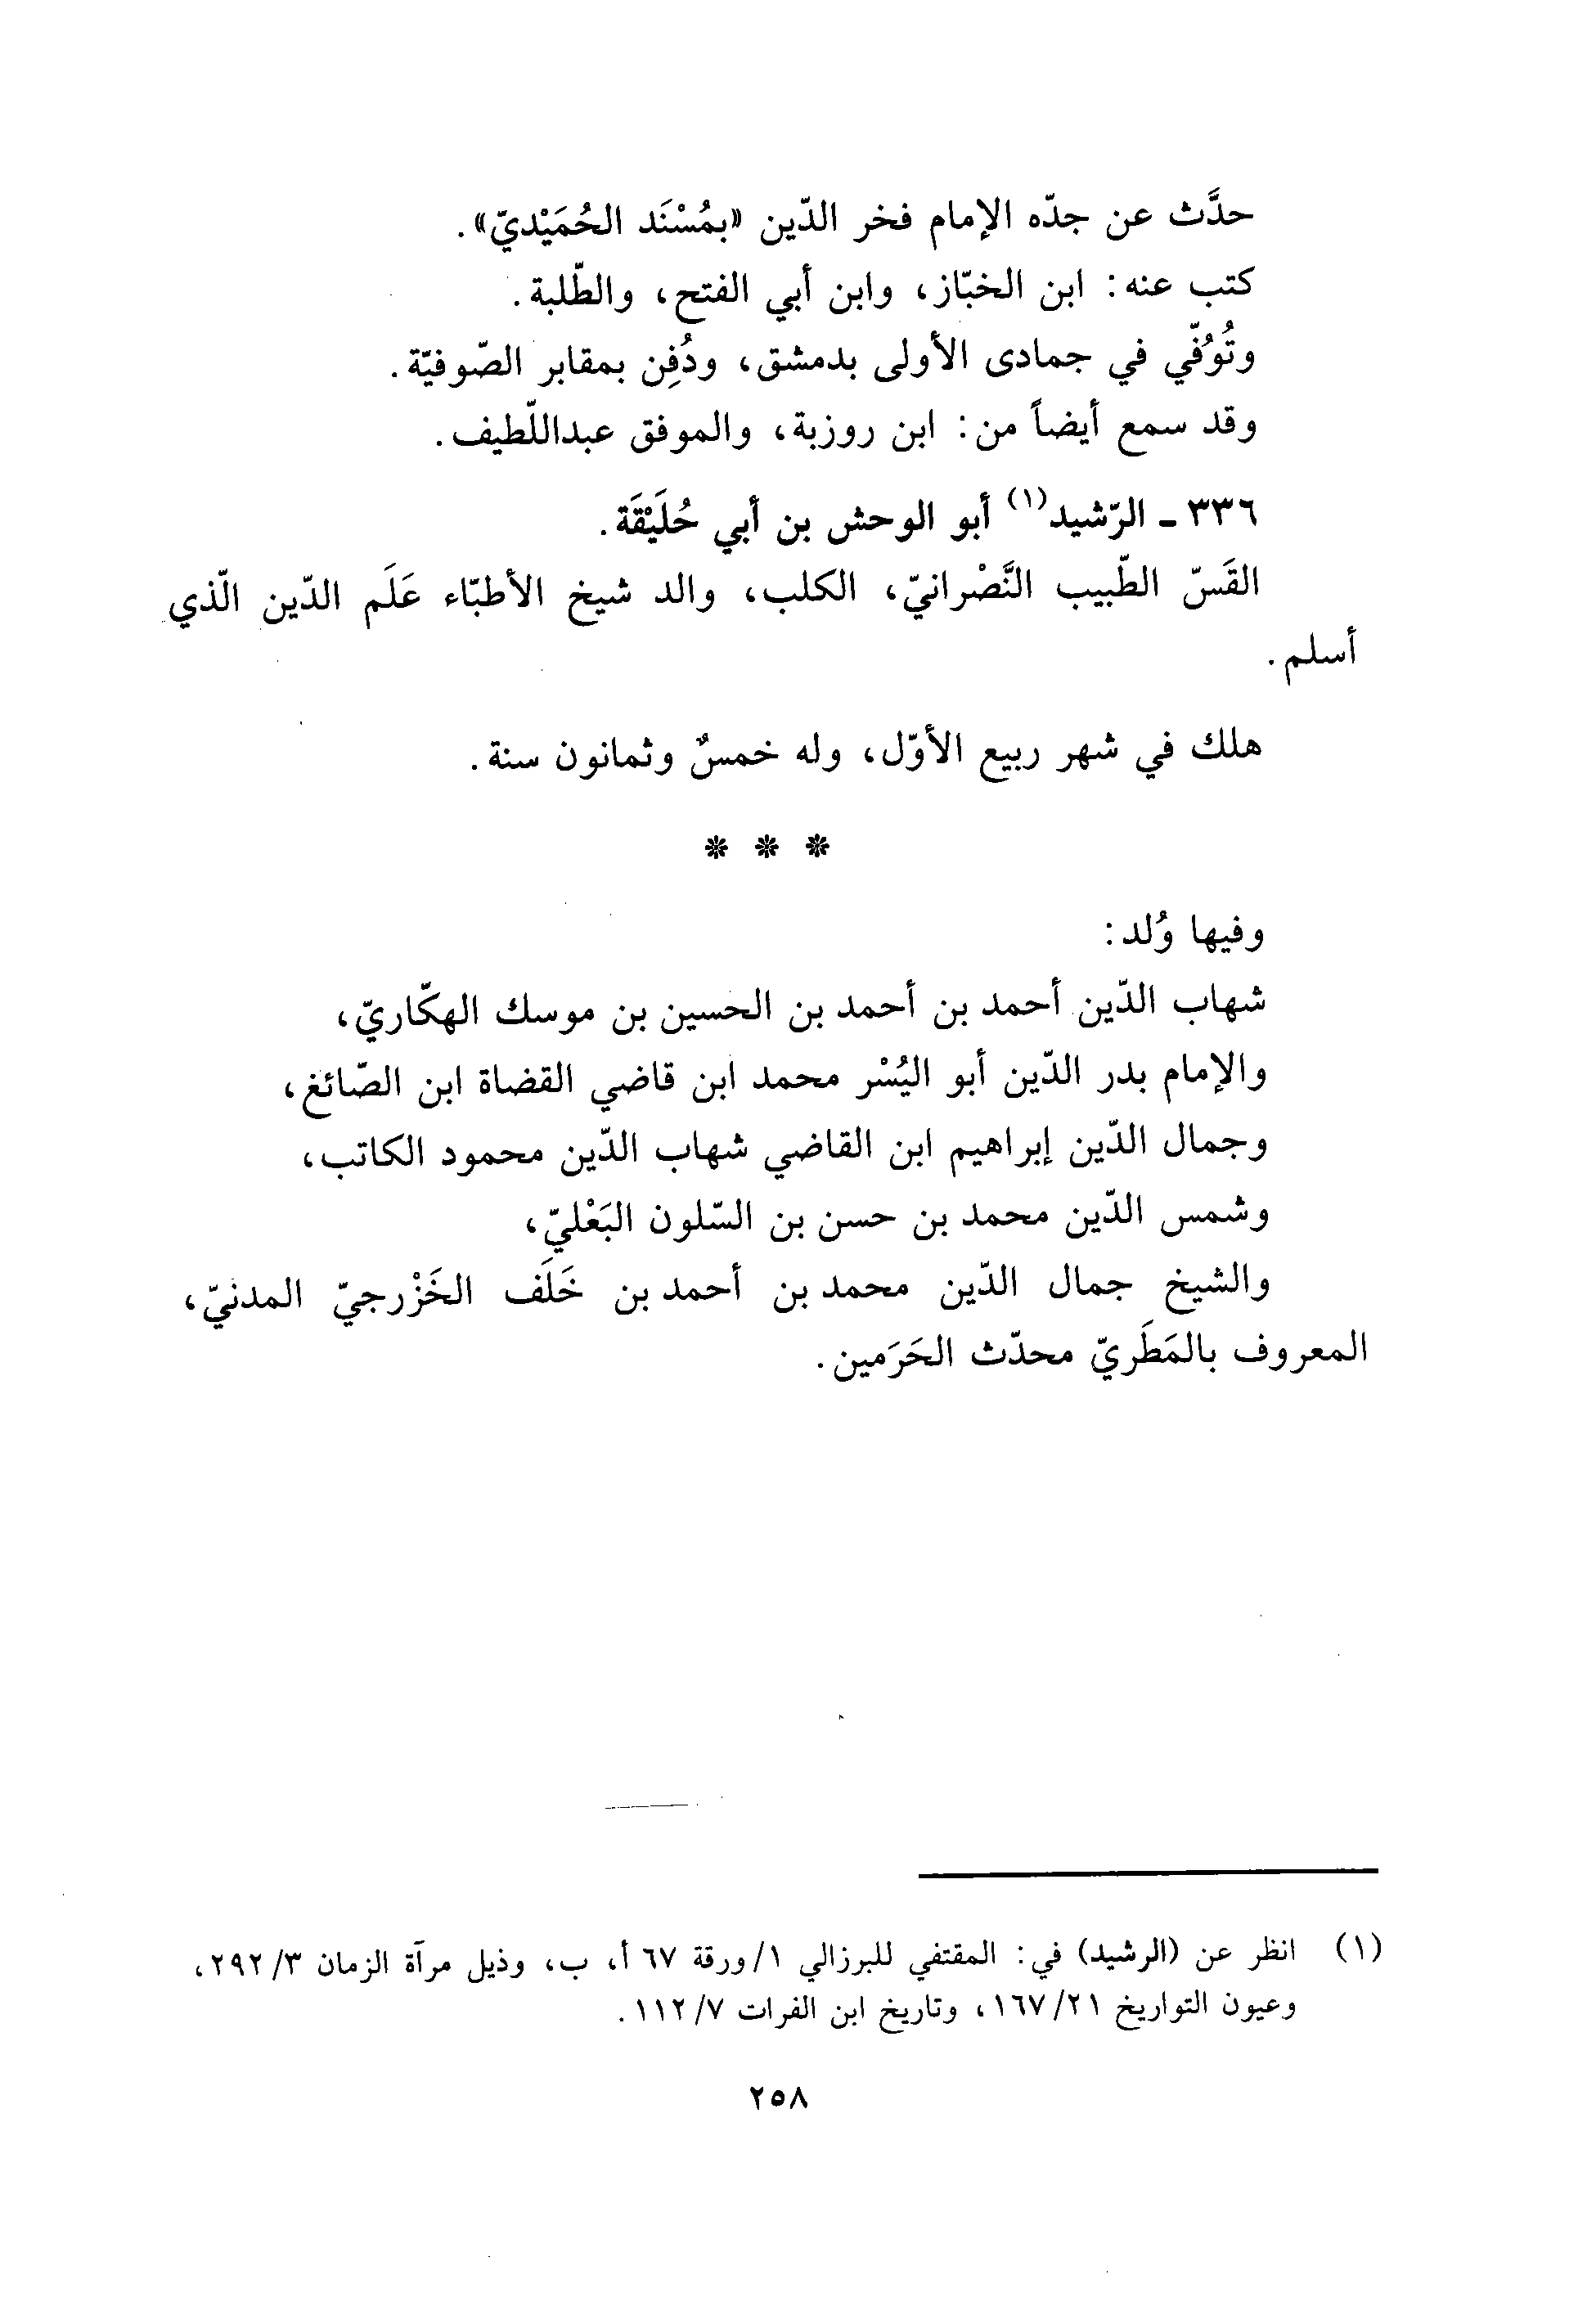 حدَّث عن جدّه الإمام فخر الدّين «بمُسْنَد الحُمَيْديّ».
كتب عنه: ابن الخبّاز، وابن أبي الفتح، والطّلبة.
وتُوُفّي في جمادى الأولى بدمشق، ودُفِن بمقابر الصّوفيّة.
وقد سمع أيضاً من: ابن روزبة، والموفق عبداللّطيف.
٣٣٦ ـ الرّشيد(١) أبو الوحش بن أبي حُلَيْقَة.
القَسّ الطّبيب النَّصْرانيّ، الكلب، والد شيخ الأطبّاء عَلَم الدّين الّذي
أسلم.
هلك في شهر ربيع الأوّل، وله خمسٌ وثمانون سنة.
* * *
وفيها وُلد:
شهاب الدّين أحمد بن أحمد بن الحسين بن موسك الهكّاريّ،
والإمام بدر الدّين أبو اليُسْر محمد ابن قاضي القضاة ابن الصّائغ،
وجمال الدّين إبراهيم ابن القاضي شهاب الدّين محمود الكاتب،
وشمس الدّين محمد بن حسن بن السّلون البَعْليّ،
والشيخ جمال الدّين محمد بن أحمد بن خَلَف الخَزْرجيّ المدنيّ،
المعروف بالمَطَريّ محدّث الحَرَمين.
(١) انظر عن (الرشيد) في: المقتفي للبرزالي ١/ورقة ٦٧ أ، ب، وذيل مرآة الزمان ٣/ ٢٩٢،
وعيون التواريخ ٢١/ ١٦٧، وتاريخ ابن الفرات ٧/ ١١٢.
٢٥٨